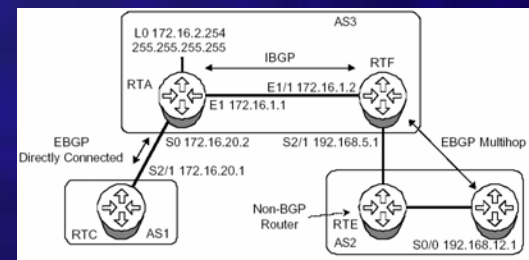 AS3
L0 172.16.2.254
255.255.255.255
IBGP
RTF
RTA
E1/1 172.16.1.2
E1 172.16.1.1
EBGP
Directly Connected
S0 172.16.20.2
S2/1 192.168.5.1
EBGP Multihop
S2/1 172.16.20.1
Non-BGP
Router
RTC
AS1
RTE
AS2
S0/0 192.168.12.1